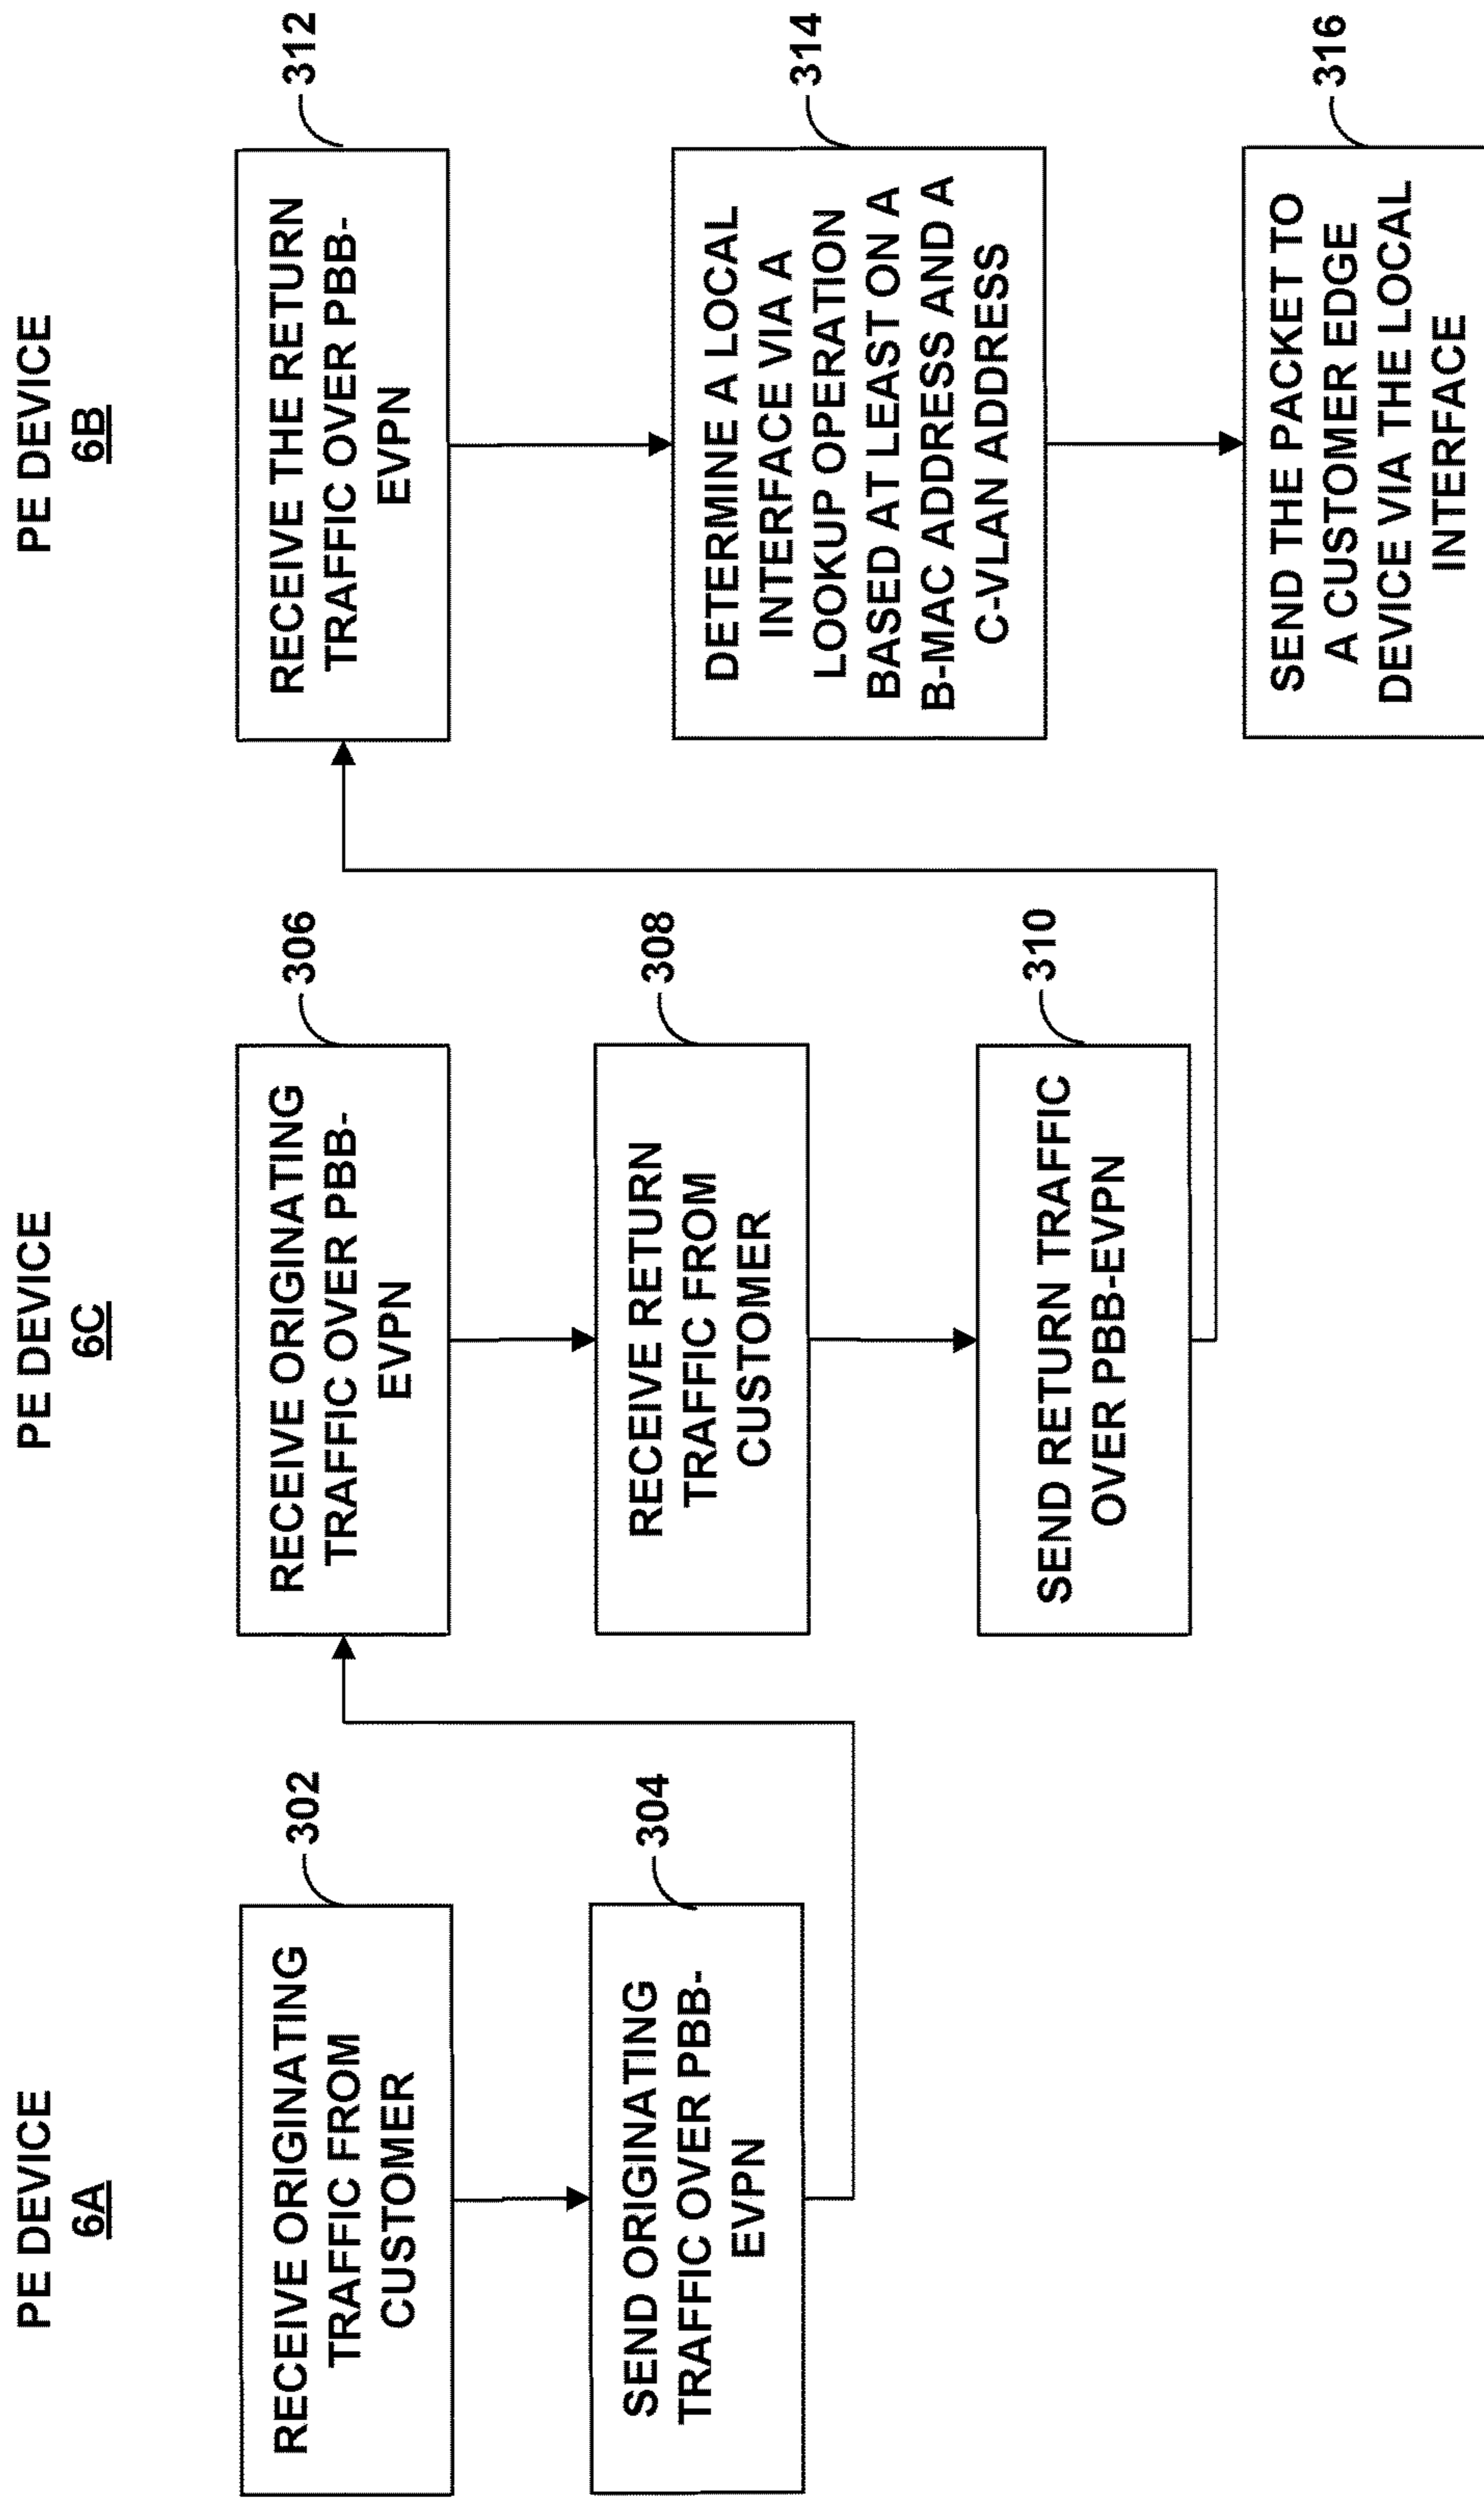 PE DEVICE
6A
302
RECEIVE ORIGINATING
TRAFFIC FROM
CUSTOMER
304
SEND ORIGINATING
TRAFFIC OVER PBB-
EVPN
PE DEVICE
6C
306
RECEIVE ORIGINATING
TRAFFIC OVER PBB-
EVPN
308
RECEIVE RETURN
TRAFFIC FROM
CUSTOMER
310
SEND RETURN TRAFFIC
OVER PBB-EVPN
PE DEVICE
6B
312
RECEIVE THE RETURN
TRAFFIC OVER PBB-
EVPN
314
DETERMINE A LOCAL
INTERFACE VIA A
LOOKUP OPERATION
BASED AT LEAST ON A
B-MAC ADDRESS AND A
C-VLAN ADDRESS
316
SEND THE PACKET TO
A CUSTOMER EDGE
DEVICE VIA THE LOCAL
INTERFACE